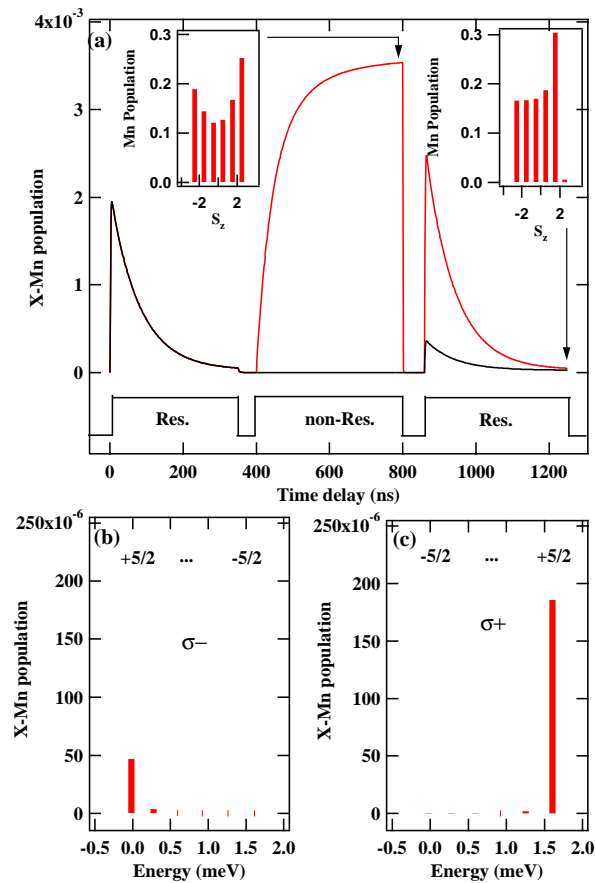 4x10-3
(a)
0.3
0.2
0.1
0.0
Mn Population
-2
2
Sz
0.3
0.2
0.1
0.0
Mn Population
-2
2
Sz
3
2
1
0
X-Mn population
Res.
non-Res.
Res.
0
200
400
600
800
1000
1200
Time delay (ns)
250x10-6
(b)
+5/2 ... -5/2
200
σ−
150
100
50
0
X-Mn population
-0.5 0.0 0.5 1.0 1.5 2.0
Energy (meV)
250x10-6
(c)
-5/2 ... +5/2
200
σ+
150
100
50
0
X-Mn population
-0.5 0.0 0.5 1.0 1.5 2.0
Energy (meV)